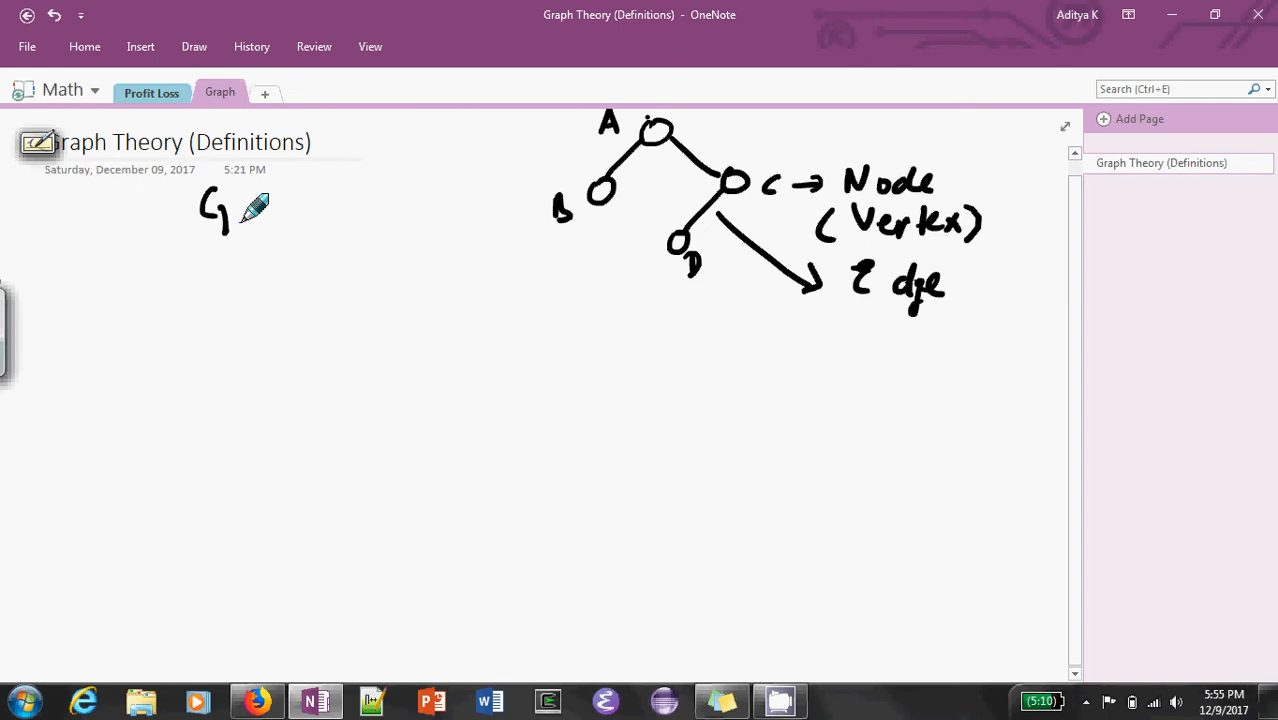 Graph Theory (Definitions) - OneNote
Aditya K
File Home Insert Draw History Review View
Math Profit Loss Graph
Search (Ctrl+E)
Add Page
Graph Theory (Definitions)
Graph Theory (Definitions)
Saturday, December 09, 2017 5:21 PM
G
A
B
C → Node
(Vertex)
D
Edge
(5:10)
5:55 PM
12/9/2017